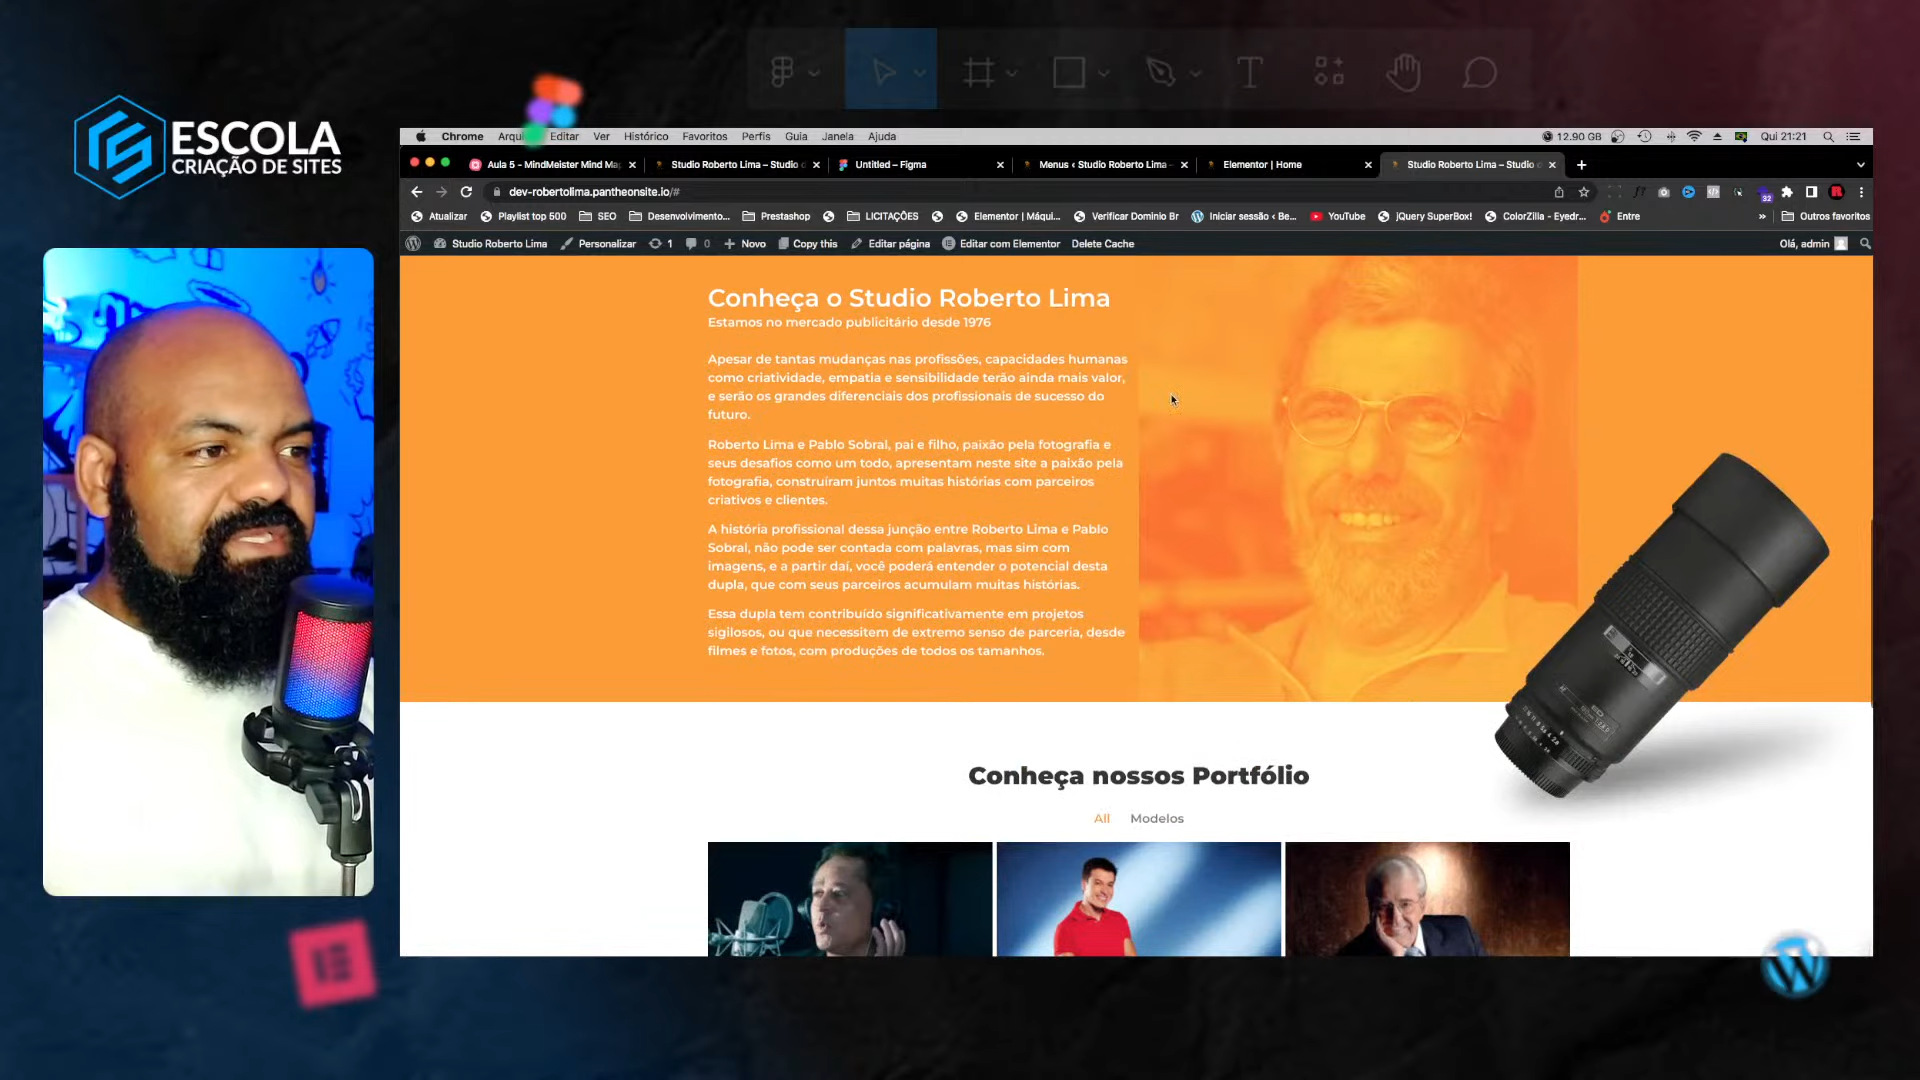 ESCOLA
CRIAÇÃO DE SITES
Chrome Arqui Editar Ver Histórico Favoritos Perfis Guia Janela Ajuda
12.90 GB Qui 21:21
Aula 5 - MindMeister Mind Ma
Studio Roberto Lima – Studio
Untitled – Figma
Menus ‹ Studio Roberto Lima –
Elementor | Home
Studio Roberto Lima – Studio
dev-robertolima.pantheonsite.io/#
32
Atualizar Playlist top 500 SEO Desenvolvimento... Prestashop LICITAÇÕES Elementor | Máqui... Verificar Dominio Br Iniciar sessão ‹ Be... YouTube jQuery SuperBox! ColorZilla - Eyedr... Entre » Outros favoritos
Studio Roberto Lima Personalizar 1 0 Novo Copy this Editar página Editar com Elementor Delete Cache Olá, admin
Conheça o Studio Roberto Lima
Estamos no mercado publicitário desde 1976
Apesar de tantas mudanças nas profissões, capacidades humanas
como criatividade, empatia e sensibilidade terão ainda mais valor,
e serão os grandes diferenciais dos profissionais de sucesso do
futuro.
Roberto Lima e Pablo Sobral, pai e filho, paixão pela fotografia e
seus desafios como um todo, apresentam neste site a paixão pela
fotografia, construíram juntos muitas histórias com parceiros
criativos e clientes.
A história profissional dessa junção entre Roberto Lima e Pablo
Sobral, não pode ser contada com palavras, mas sim com
imagens, e a partir daí, você poderá entender o potencial desta
dupla, que com seus parceiros acumulam muitas histórias.
Essa dupla tem contribuído significativamente em projetos
sigilosos, ou que necessitem de extremo senso de parceria, desde
filmes e fotos, com produções de todos os tamanhos.
Conheça nossos Portfólio
All Modelos